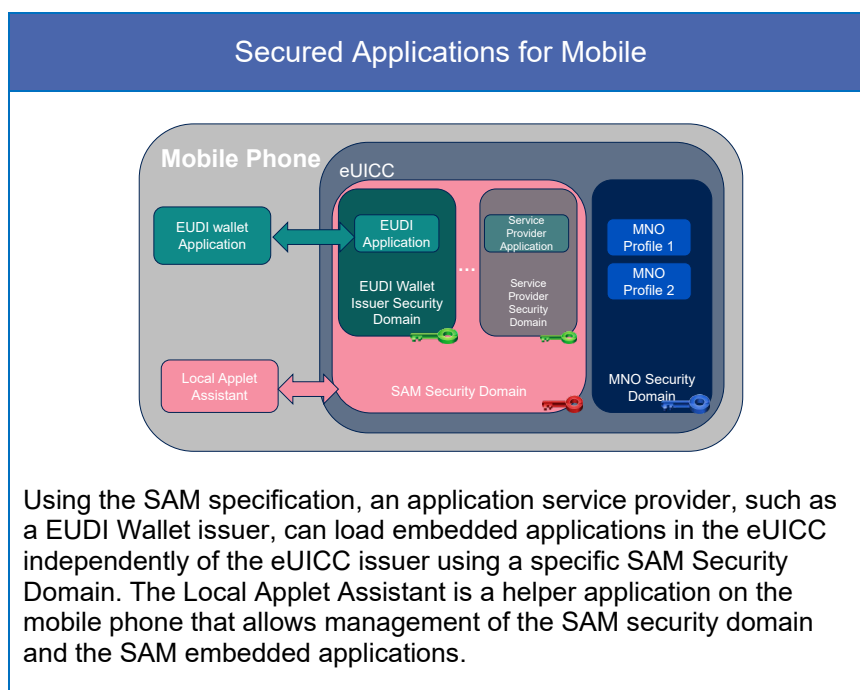 Secured Applications for Mobile
Mobile Phone
eUICC
EUDI wallet
Application
EUDI
Application
EUDI Wallet
Issuer Security
Domain
...
Service
Provider
Application
Service
Provider
Security
Domain
MNO
Profile 1
MNO
Profile 2
Local Applet
Assistant
SAM Security Domain
MNO Security
Domain
Using the SAM specification, an application service provider, such as
a EUDI Wallet issuer, can load embedded applications in the eUICC
independently of the eUICC issuer using a specific SAM Security
Domain. The Local Applet Assistant is a helper application on the
mobile phone that allows management of the SAM security domain
and the SAM embedded applications.